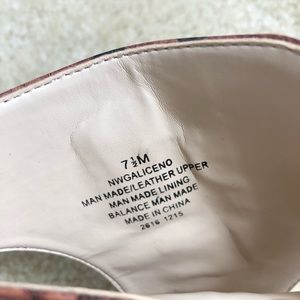 7½M
NWGALICENO
MAN MADE/LEATHER UPPER
MAN MADE LINING
BALANCE MAN MADE
MADE IN CHINA
2616 1215